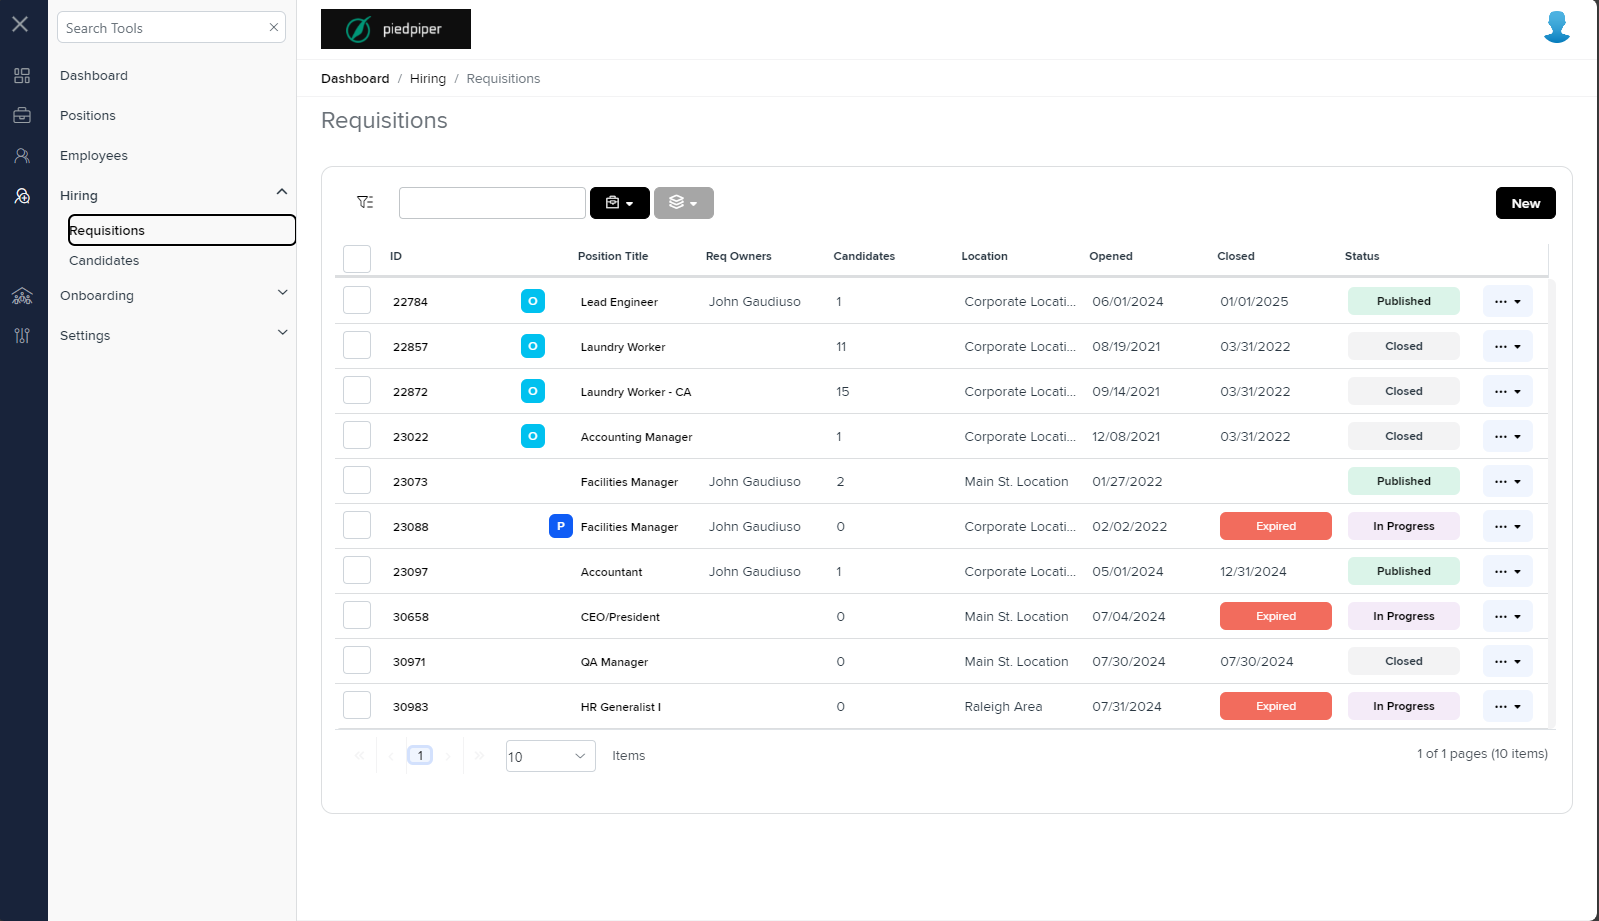 Search Tools
piedpiper
Dashboard / Hiring / Requisitions
Dashboard
Positions
Employees
Hiring
Requisitions
Candidates
Onboarding
Settings
Requisitions
New
ID Position Title Req Owners Candidates Location Opened Closed Status
22784 O Lead Engineer John Gaudiuso 1 Corporate Locati... 06/01/2024 01/01/2025 Published ...
22857 O Laundry Worker 11 Corporate Locati... 08/19/2021 03/31/2022 Closed ...
22872 O Laundry Worker - CA 15 Corporate Locati... 09/14/2021 03/31/2022 Closed ...
23022 O Accounting Manager 1 Corporate Locati... 12/08/2021 03/31/2022 Closed ...
23073 Facilities Manager John Gaudiuso 2 Main St. Location 01/27/2022 Published ...
23088 P Facilities Manager John Gaudiuso 0 Corporate Locati... 02/02/2022 Expired In Progress ...
23097 Accountant John Gaudiuso 1 Corporate Locati... 05/01/2024 12/31/2024 Published ...
30658 CEO/President 0 Main St. Location 07/04/2024 Expired In Progress ...
30971 QA Manager 0 Main St. Location 07/30/2024 07/30/2024 Closed ...
30983 HR Generalist I 0 Raleigh Area 07/31/2024 Expired In Progress ...
« ‹ 1 › » 10 Items 1 of 1 pages (10 items)